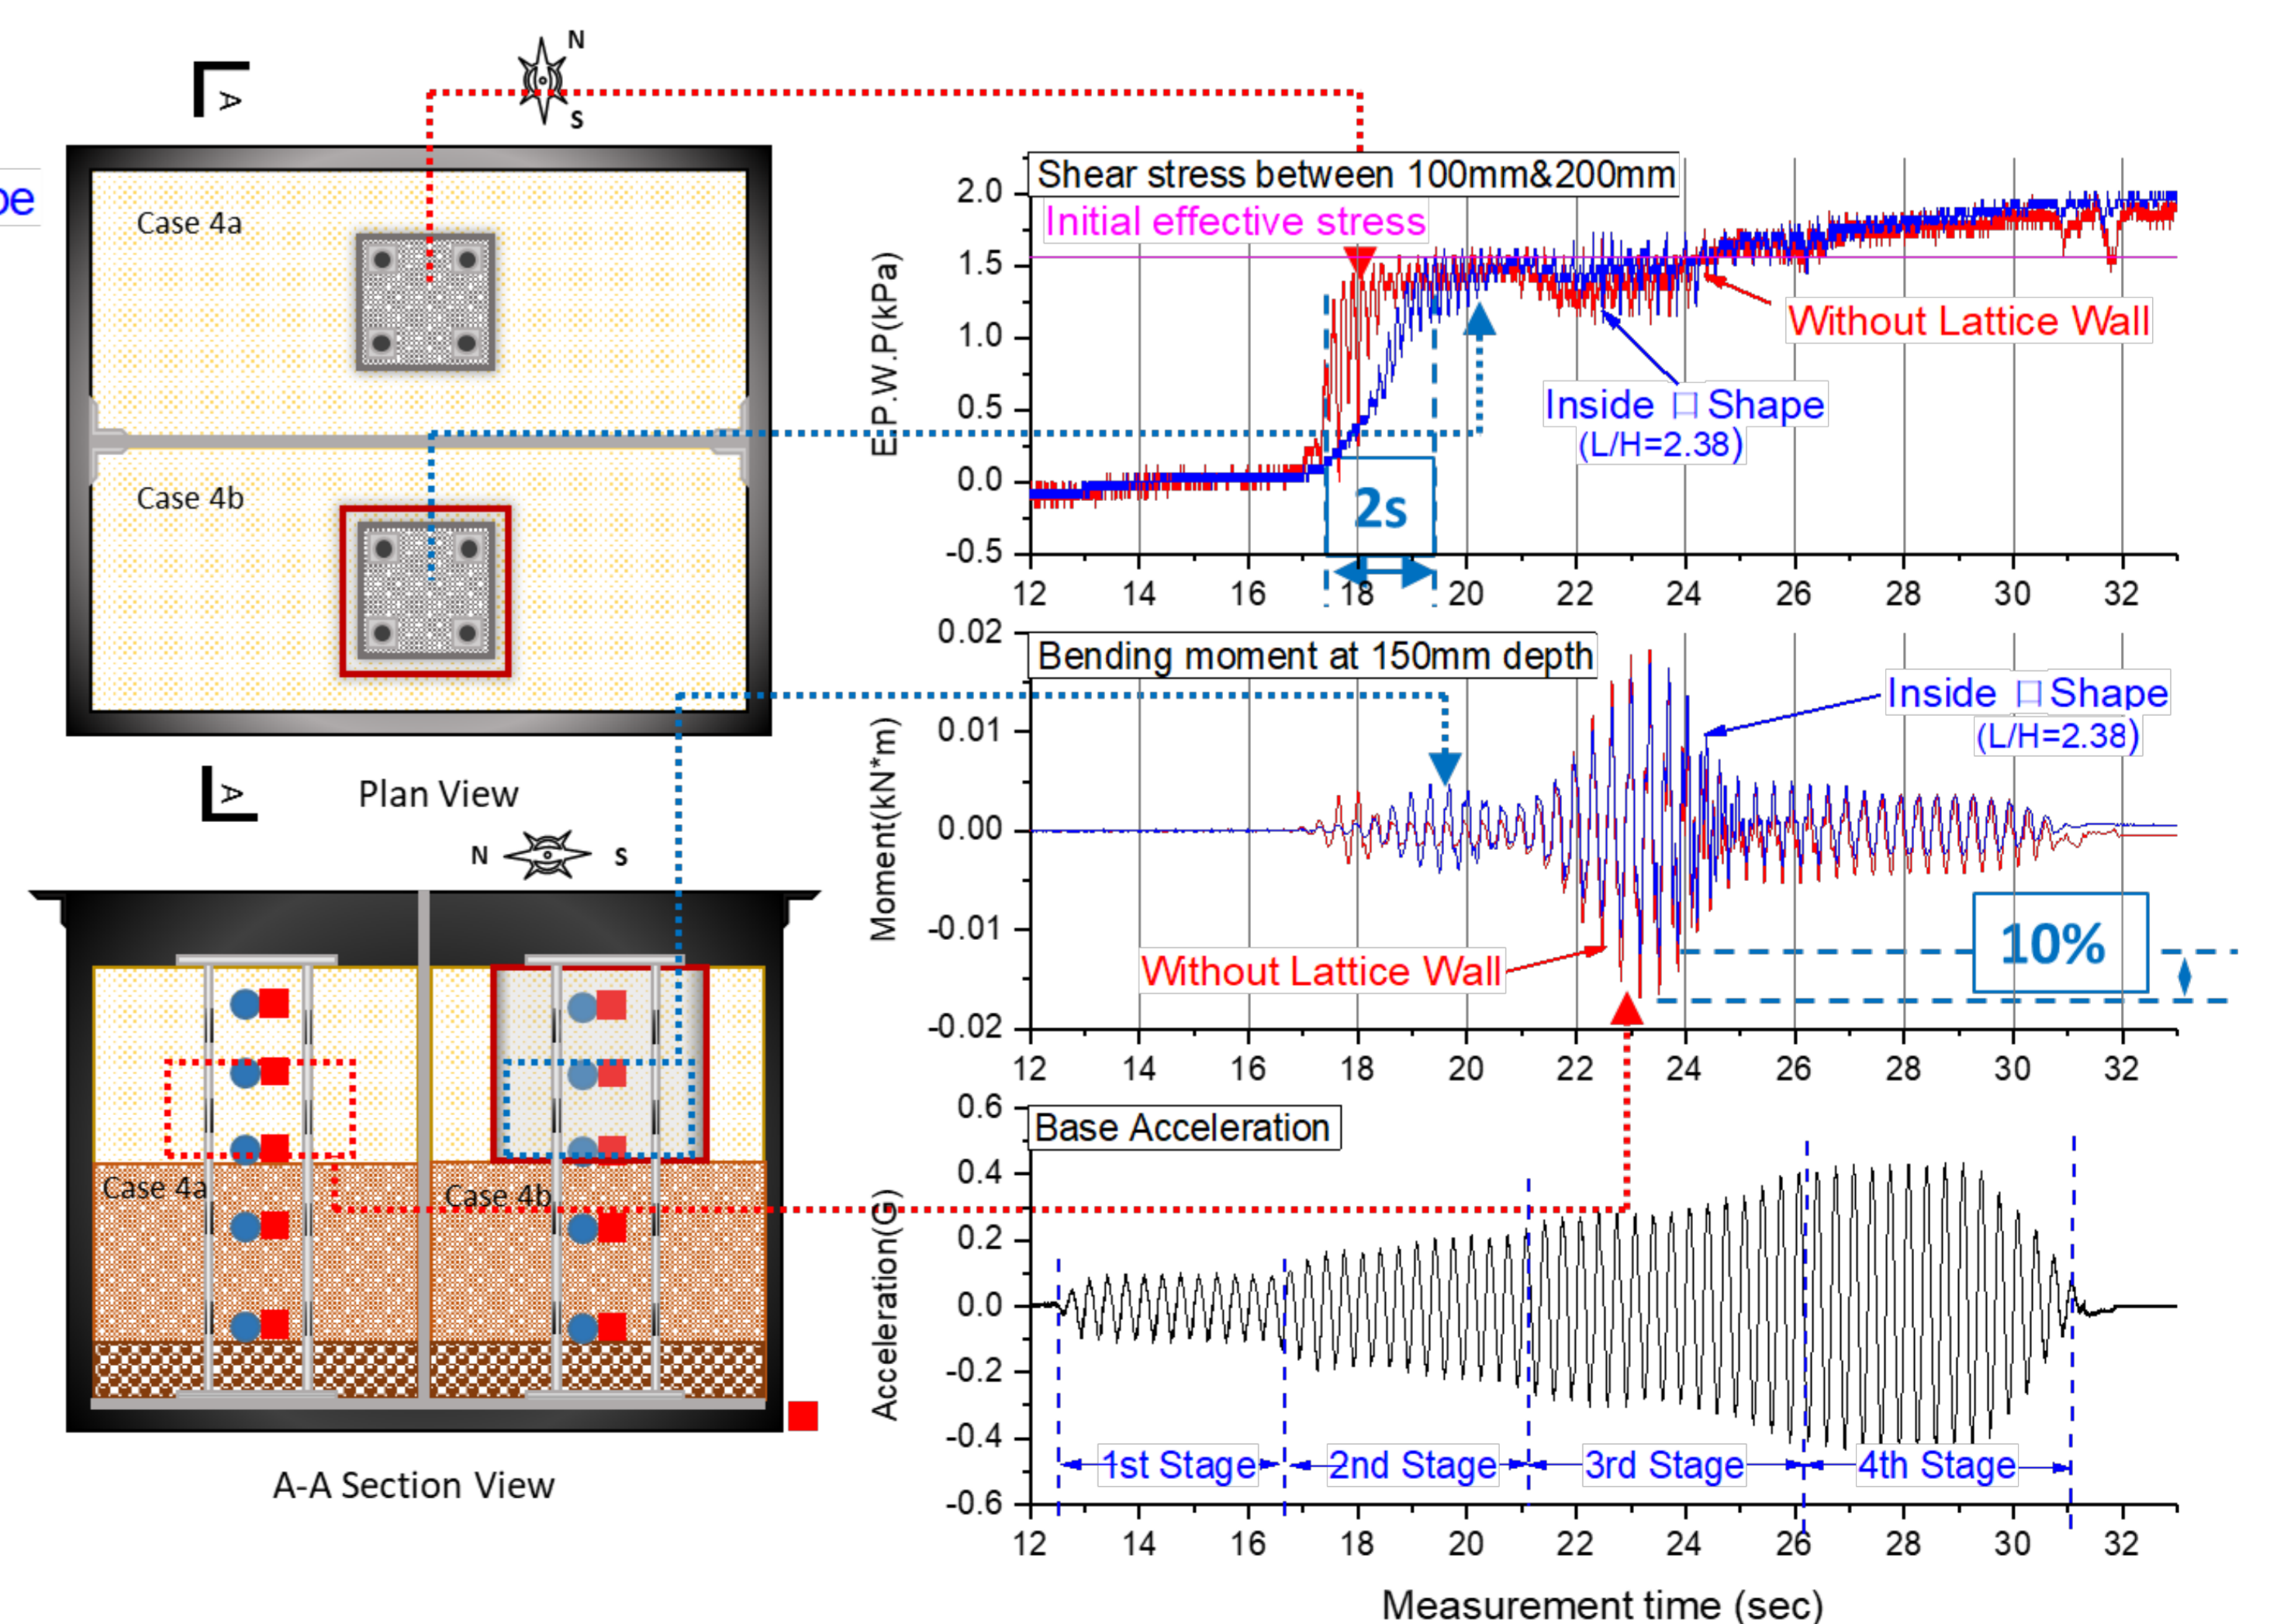 pe
N
S
A
Case 4a
Case 4b
A
Plan View
N
S
Case 4a
Case 4b
A-A Section View
Shear stress between 100mm&200mm
Initial effective stress
Without Lattice Wall
Inside □ Shape
(L/H=2.38)
2s
E.P.W.P(kPa)
2.0
1.5
1.0
0.5
0.0
-0.5
12 14 16 18 20 22 24 26 28 30 32
Bending moment at 150mm depth
Inside □ Shape
(L/H=2.38)
Without Lattice Wall
10%
Moment(kN*m)
0.02
0.01
0.00
-0.01
-0.02
12 14 16 18 20 22 24 26 28 30 32
Base Acceleration
Acceleration(G)
0.6
0.4
0.2
0.0
-0.2
-0.4
-0.6
1st Stage 2nd Stage 3rd Stage 4th Stage
12 14 16 18 20 22 24 26 28 30 32
Measurement time (sec)